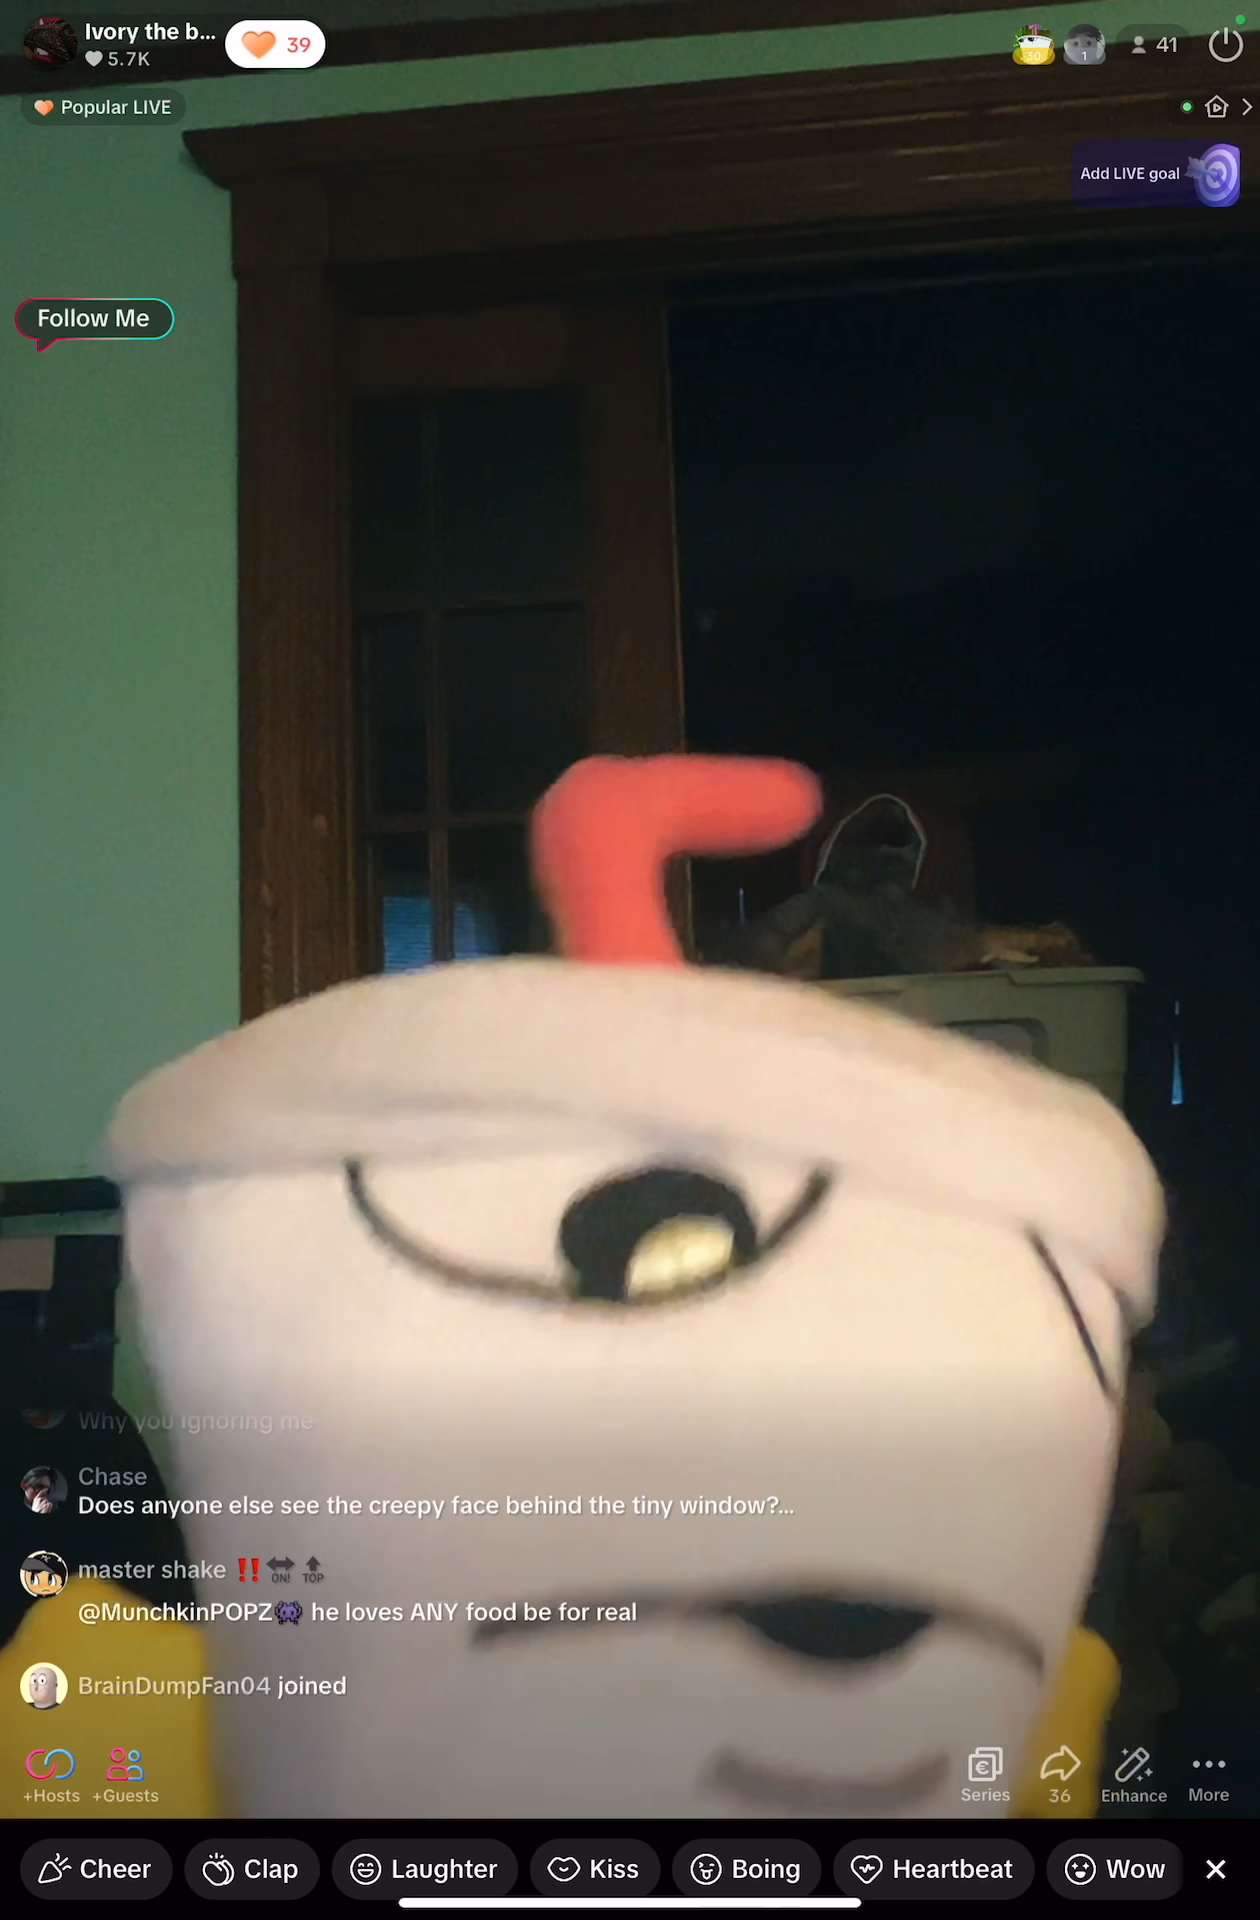 Ivory the b...
5.7K
39
30
1
41
Popular LIVE
Add LIVE goal
Follow Me
Why you ignoring me
Chase
Does anyone else see the creepy face behind the tiny window?...
master shake ‼️ ON! TOP
@MunchkinPOPZ👾 he loves ANY food be for real
BrainDumpFan04 joined
+Hosts
+Guests
Series
36
Enhance
More
Cheer
Clap
Laughter
Kiss
Boing
Heartbeat
Wow